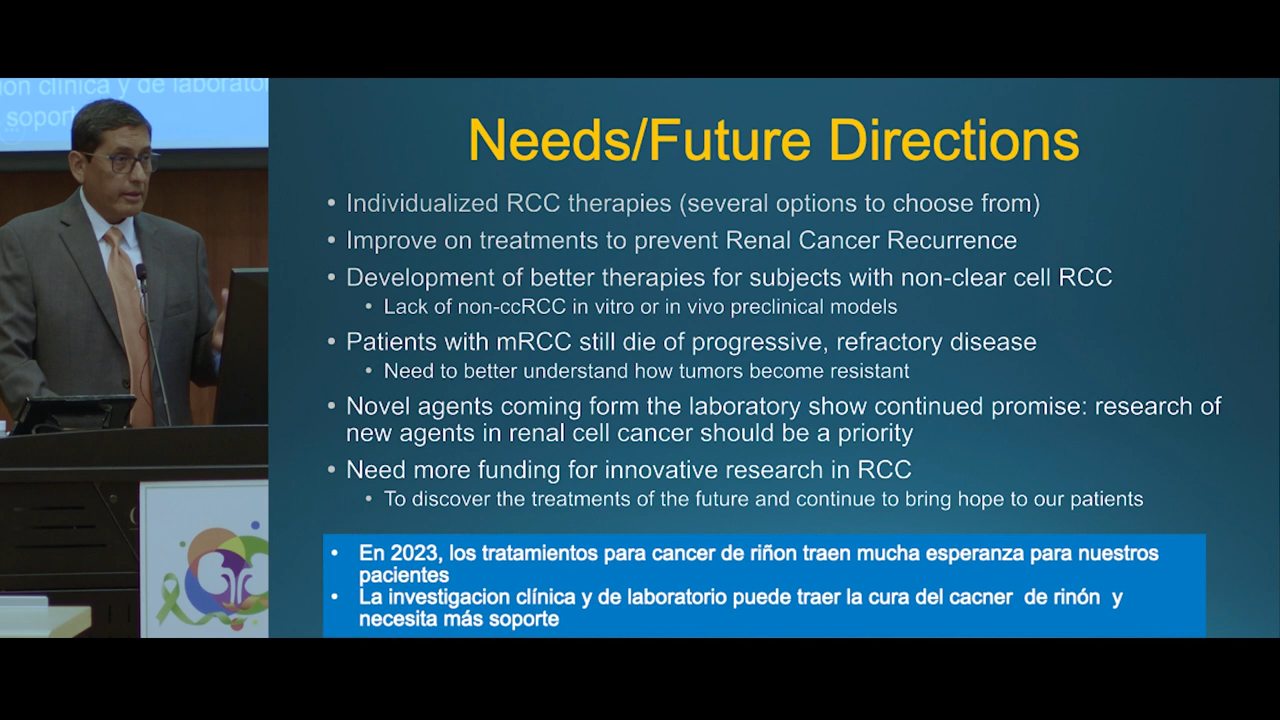 ion clínica y de laborator
soport
Needs/Future Directions
• Individualized RCC therapies (several options to choose from)
• Improve on treatments to prevent Renal Cancer Recurrence
• Development of better therapies for subjects with non-clear cell RCC
• Lack of non-ccRCC in vitro or in vivo preclinical models
• Patients with mRCC still die of progressive, refractory disease
• Need to better understand how tumors become resistant
• Novel agents coming form the laboratory show continued promise: research of
new agents in renal cell cancer should be a priority
• Need more funding for innovative research in RCC
• To discover the treatments of the future and continue to bring hope to our patients
• En 2023, los tratamientos para cancer de riñon traen mucha esperanza para nuestros
pacientes
• La investigacion clínica y de laboratorio puede traer la cura del cacner de rinón y
necesita más soporte